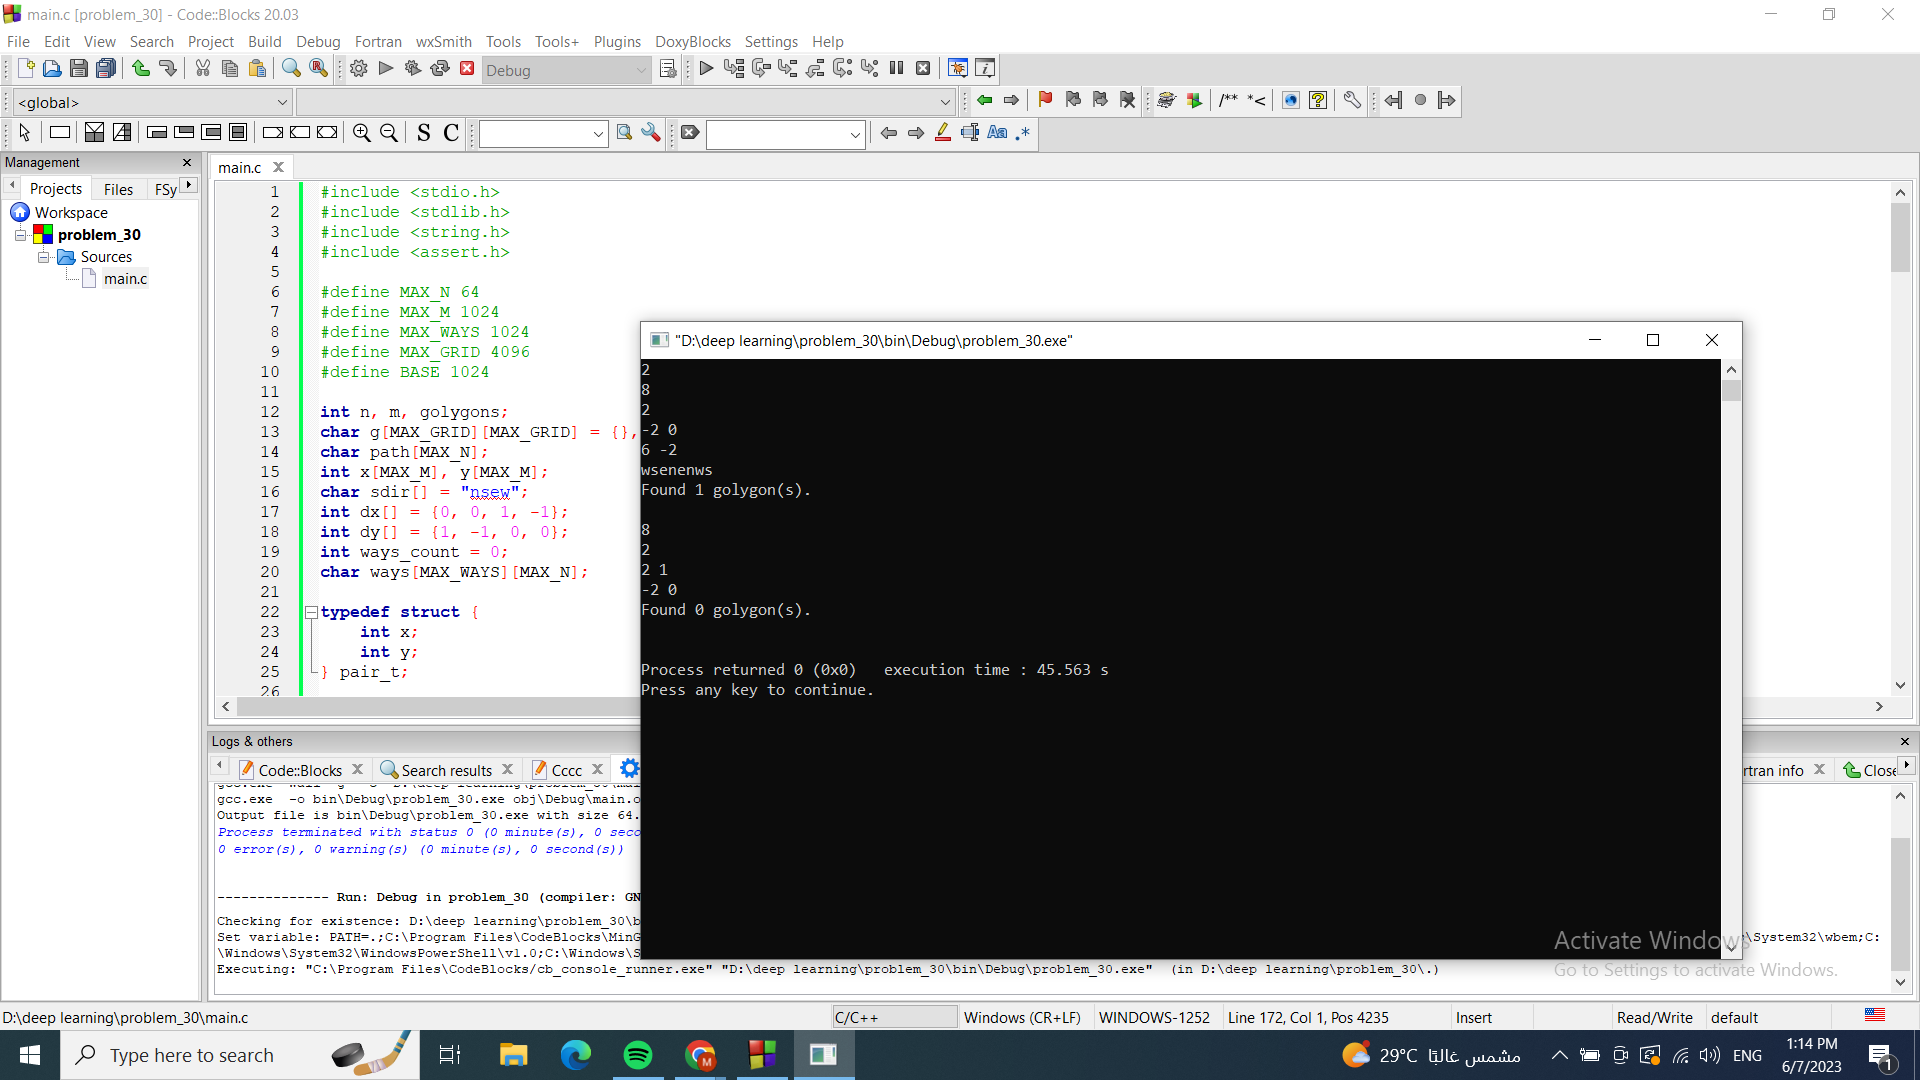 main.c [problem_30] - Code::Blocks 20.03
File Edit View Search Project Build Debug Fortran wxSmith Tools Tools+ Plugins DoxyBlocks Settings Help
Debug
<global>
/** *<
S C
Aa .*
Management
Projects Files FSy
Workspace
problem_30
Sources
main.c
main.c
1 #include <stdio.h>
2 #include <stdlib.h>
3 #include <string.h>
4 #include <assert.h>
5
6 #define MAX_N 64
7 #define MAX_M 1024
8 #define MAX_WAYS 1024
9 #define MAX_GRID 4096
10 #define BASE 1024
11
12 int n, m, golygons;
13 char g[MAX_GRID][MAX_GRID] = {},
14 char path[MAX_N];
15 int x[MAX_M], y[MAX_M];
16 char sdir[] = "nsew";
17 int dx[] = {0, 0, 1, -1};
18 int dy[] = {1, -1, 0, 0};
19 int ways_count = 0;
20 char ways[MAX_WAYS][MAX_N];
21
22 typedef struct {
23 int x;
24 int y;
25 } pair_t;
26
"D:\deep learning\problem_30\bin\Debug\problem_30.exe"
2
8
2
-2 0
6 -2
wsenenws
Found 1 golygon(s).
8
2
2 1
-2 0
Found 0 golygon(s).
Process returned 0 (0x0) execution time : 45.563 s
Press any key to continue.
Logs & others
Code::Blocks Search results Cccc rtran info Close
gcc.exe -o bin\Debug\problem_30.exe obj\Debug\main.o
Output file is bin\Debug\problem_30.exe with size 64.
Process terminated with status 0 (0 minute(s), 0 seco
0 error(s), 0 warning(s) (0 minute(s), 0 second(s))
-------------- Run: Debug in problem_30 (compiler: GN
Checking for existence: D:\deep learning\problem_30\b
Set variable: PATH=.;C:\Program Files\CodeBlocks\MinG \System32\wbem;C:
\Windows\System32\WindowsPowerShell\v1.0;C:\Windows\S
Executing: "C:\Program Files\CodeBlocks/cb_console_runner.exe" "D:\deep learning\problem_30\bin\Debug\problem_30.exe" (in D:\deep learning\problem_30\.)
Activate Windows
Go to Settings to activate Windows.
D:\deep learning\problem_30\main.c C/C++ Windows (CR+LF) WINDOWS-1252 Line 172, Col 1, Pos 4235 Insert Read/Write default
Type here to search
29°C مشمس غالبًا
ENG
1:14 PM
6/7/2023
1